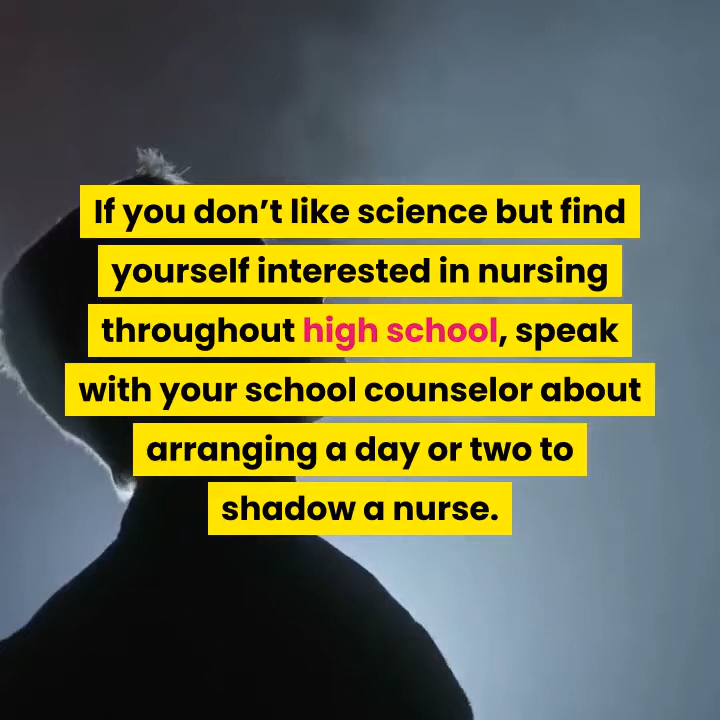 If you don’t like science but find
yourself interested in nursing
throughout high school, speak
with your school counselor about
arranging a day or two to
shadow a nurse.